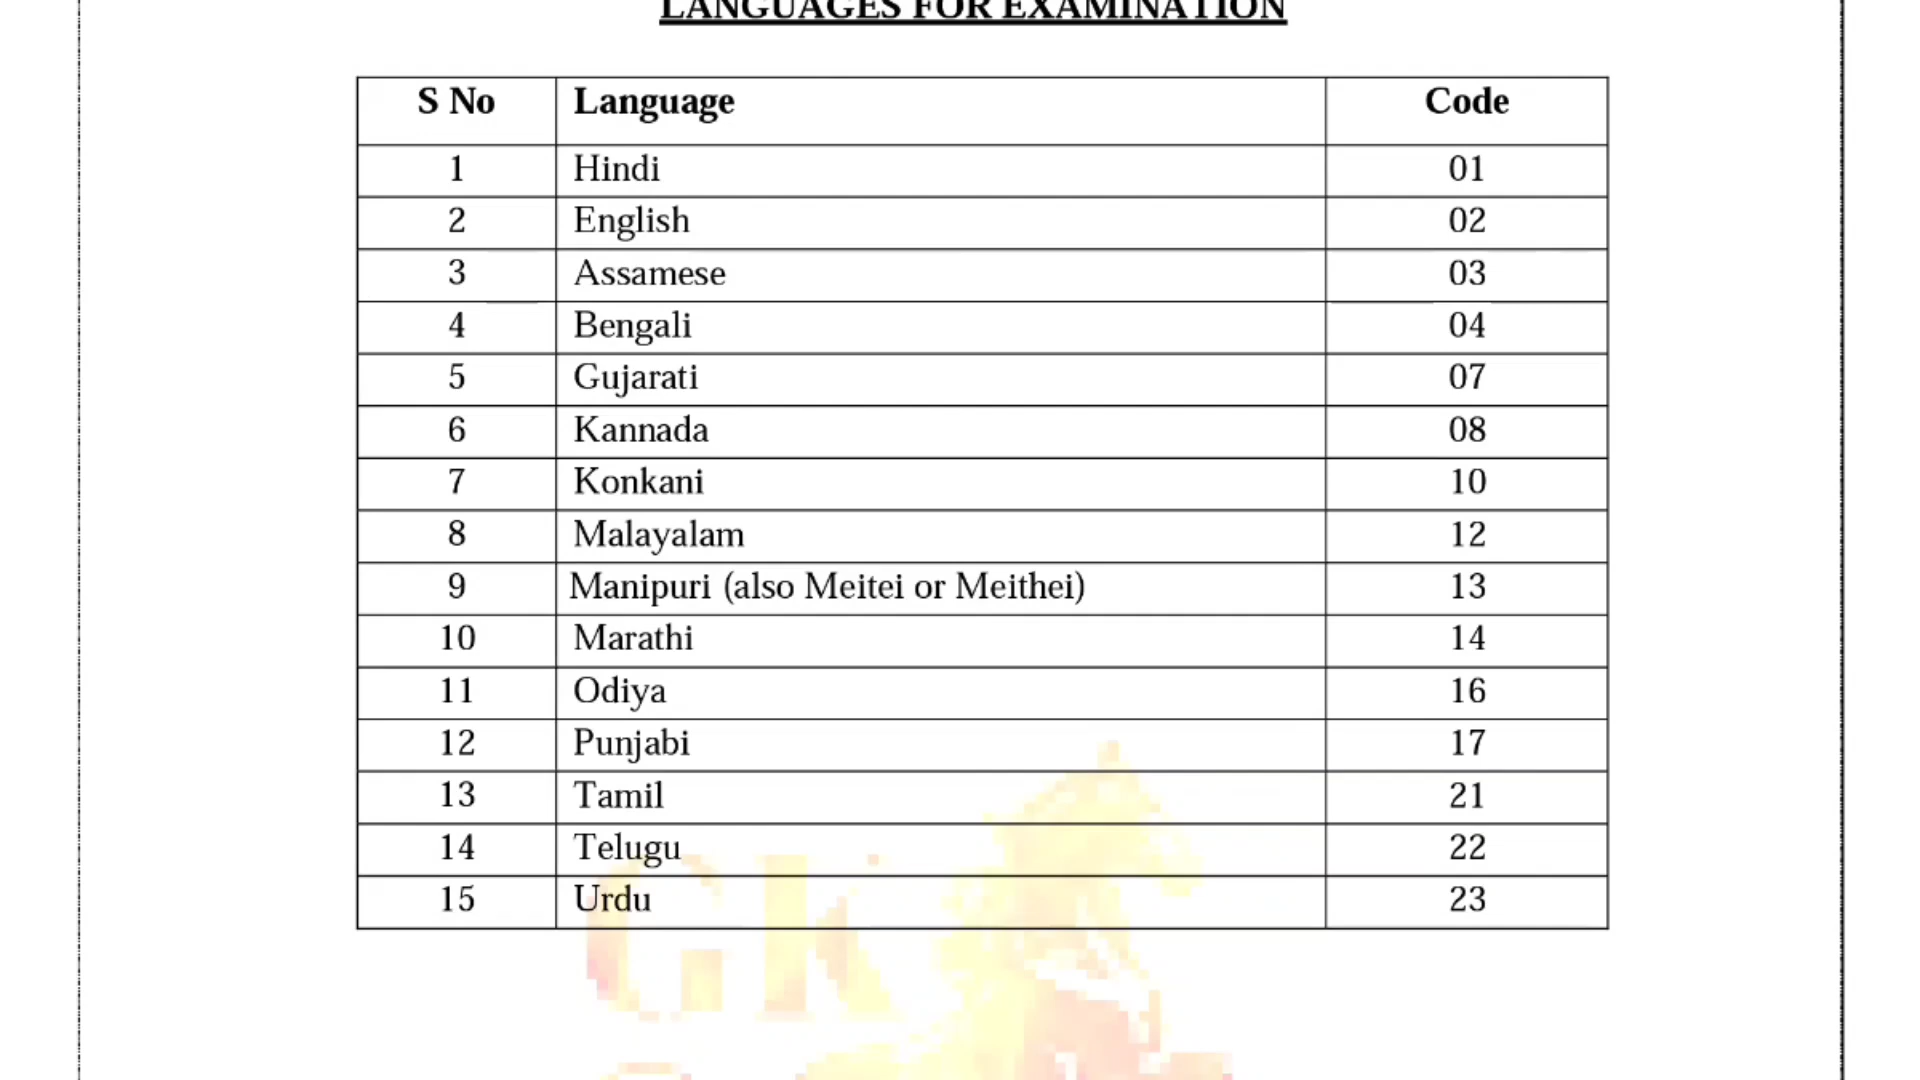 LANGUAGES FOR EXAMINATION
S No Language Code
1 Hindi 01
2 English 02
3 Assamese 03
4 Bengali 04
5 Gujarati 07
6 Kannada 08
7 Konkani 10
8 Malayalam 12
9 Manipuri (also Meitei or Meithei) 13
10 Marathi 14
11 Odiya 16
12 Punjabi 17
13 Tamil 21
14 Telugu 22
15 Urdu 23
GK